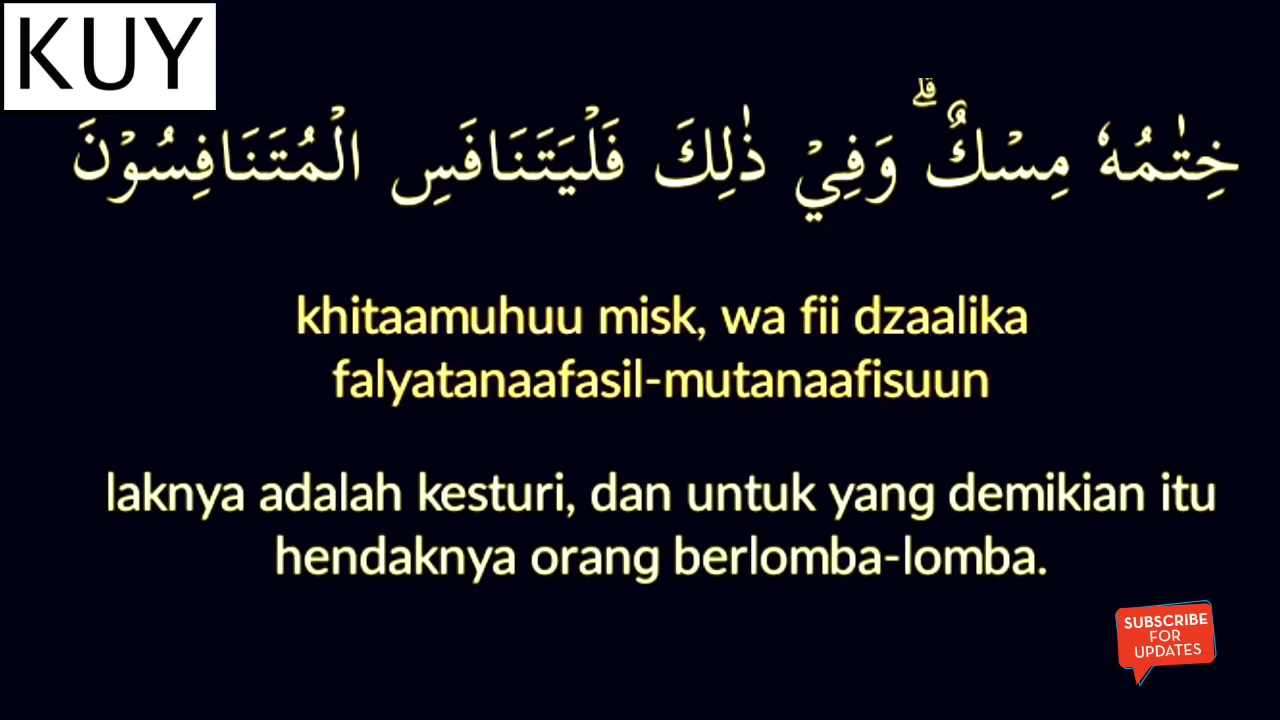 KUY
خِتٰمُهٗ مِسْكٌ ۗوَفِيْ ذٰلِكَ فَلْيَتَنَافَسِ الْمُتَنَافِسُوْنَ
khitaamuhuu misk, wa fii dzaalika
falyatanaafasil-mutanaafisuun
laknya adalah kesturi, dan untuk yang demikian itu
hendaknya orang berlomba-lomba.
SUBSCRIBE
FOR
UPDATES